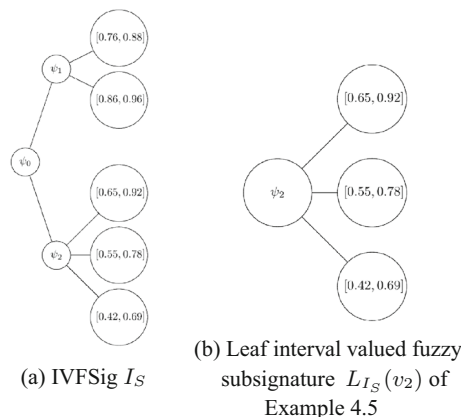 [0.76, 0.88]
ψ₁
[0.86, 0.96]
ψ₀
[0.65, 0.92]
ψ₂
[0.55, 0.78]
[0.42, 0.69]
(a) IVFSig I_S
[0.65, 0.92]
ψ₂
[0.55, 0.78]
[0.42, 0.69]
(b) Leaf interval valued fuzzy
subsignature L_{I_S}(v₂) of
Example 4.5